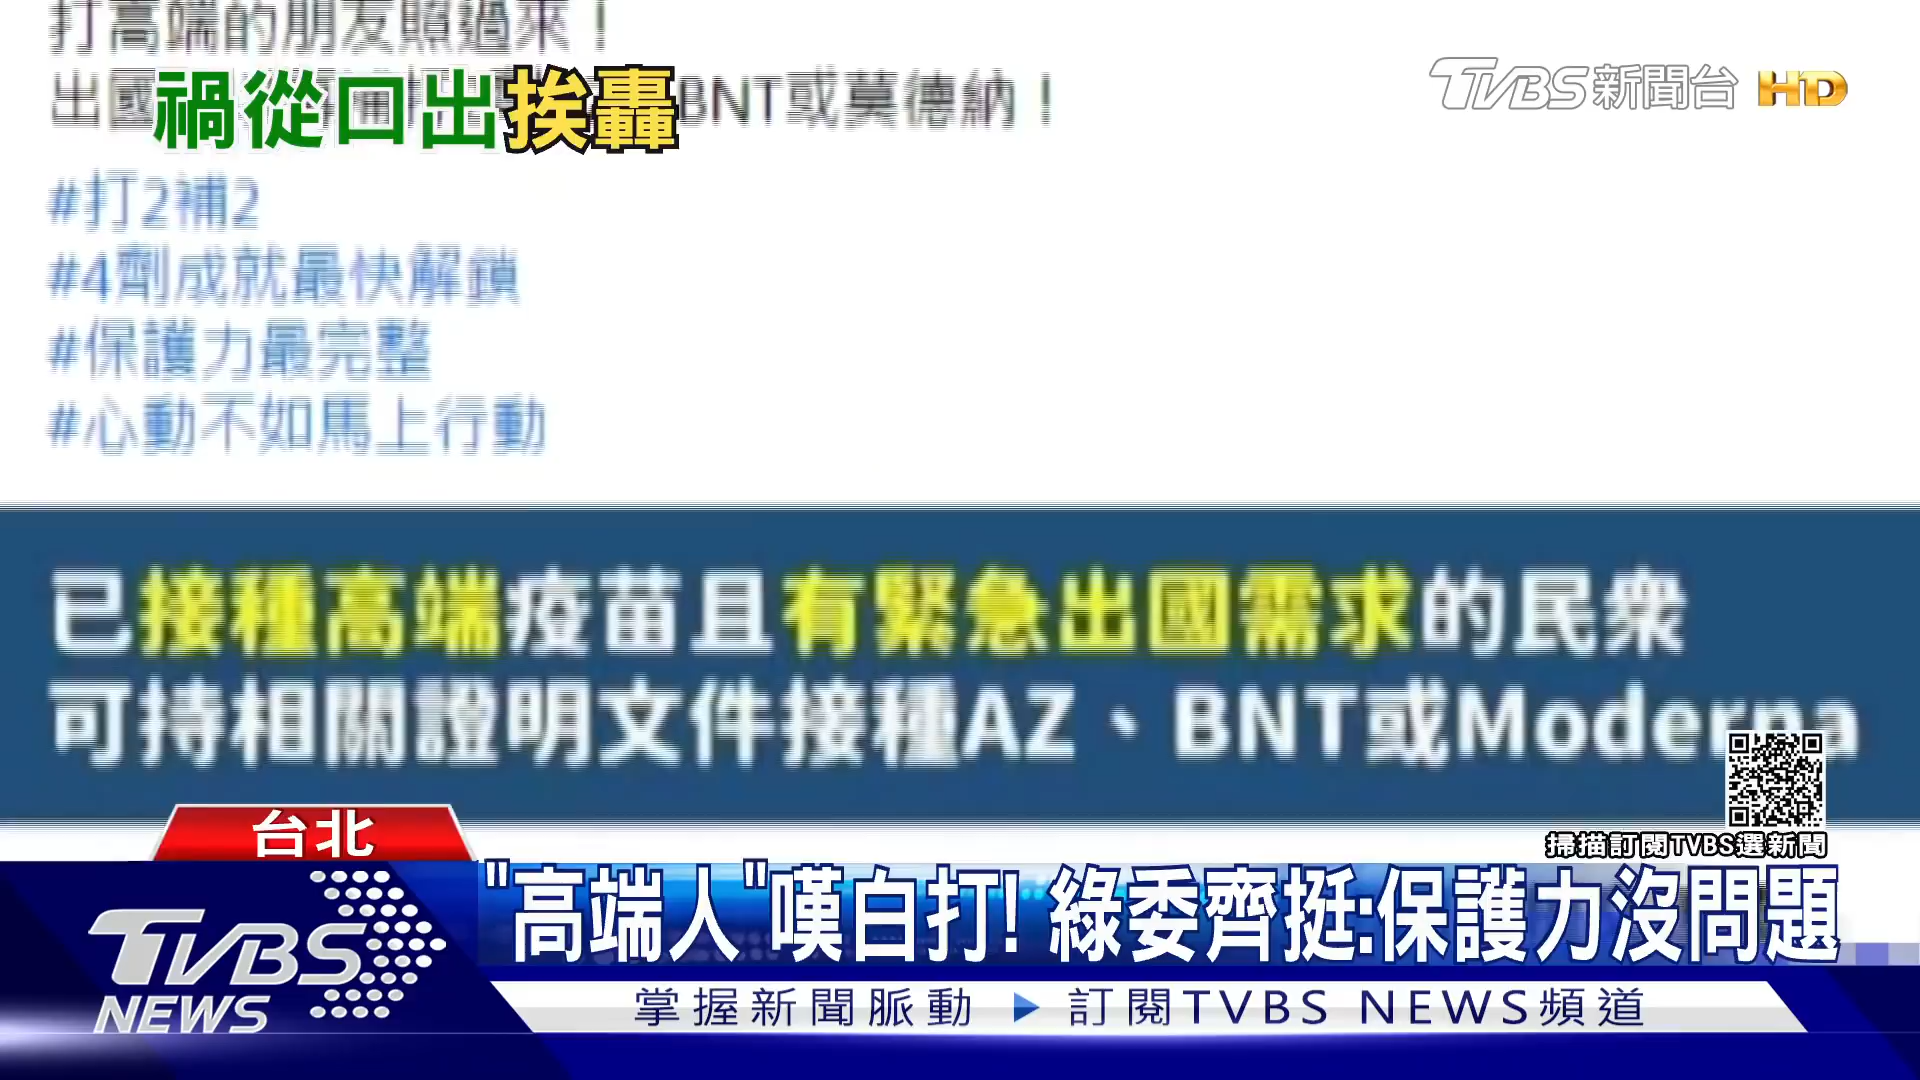 打高端的朋友照過來！
出國
BNT或莫德納！
禍從口出挨轟
TVBS新聞台 HD
#打2補2
#4劑成就最快解鎖
#保護力最完整
#心動不如馬上行動
已接種高端疫苗且有緊急出國需求的民眾
可持相關證明文件接種AZ、BNT或Moderna
掃描訂閱TVBS選新聞
台北
"高端人"嘆白打! 綠委齊挺:保護力沒問題
TVBS NEWS
掌握新聞脈動 ▶ 訂閱TVBS NEWS頻道